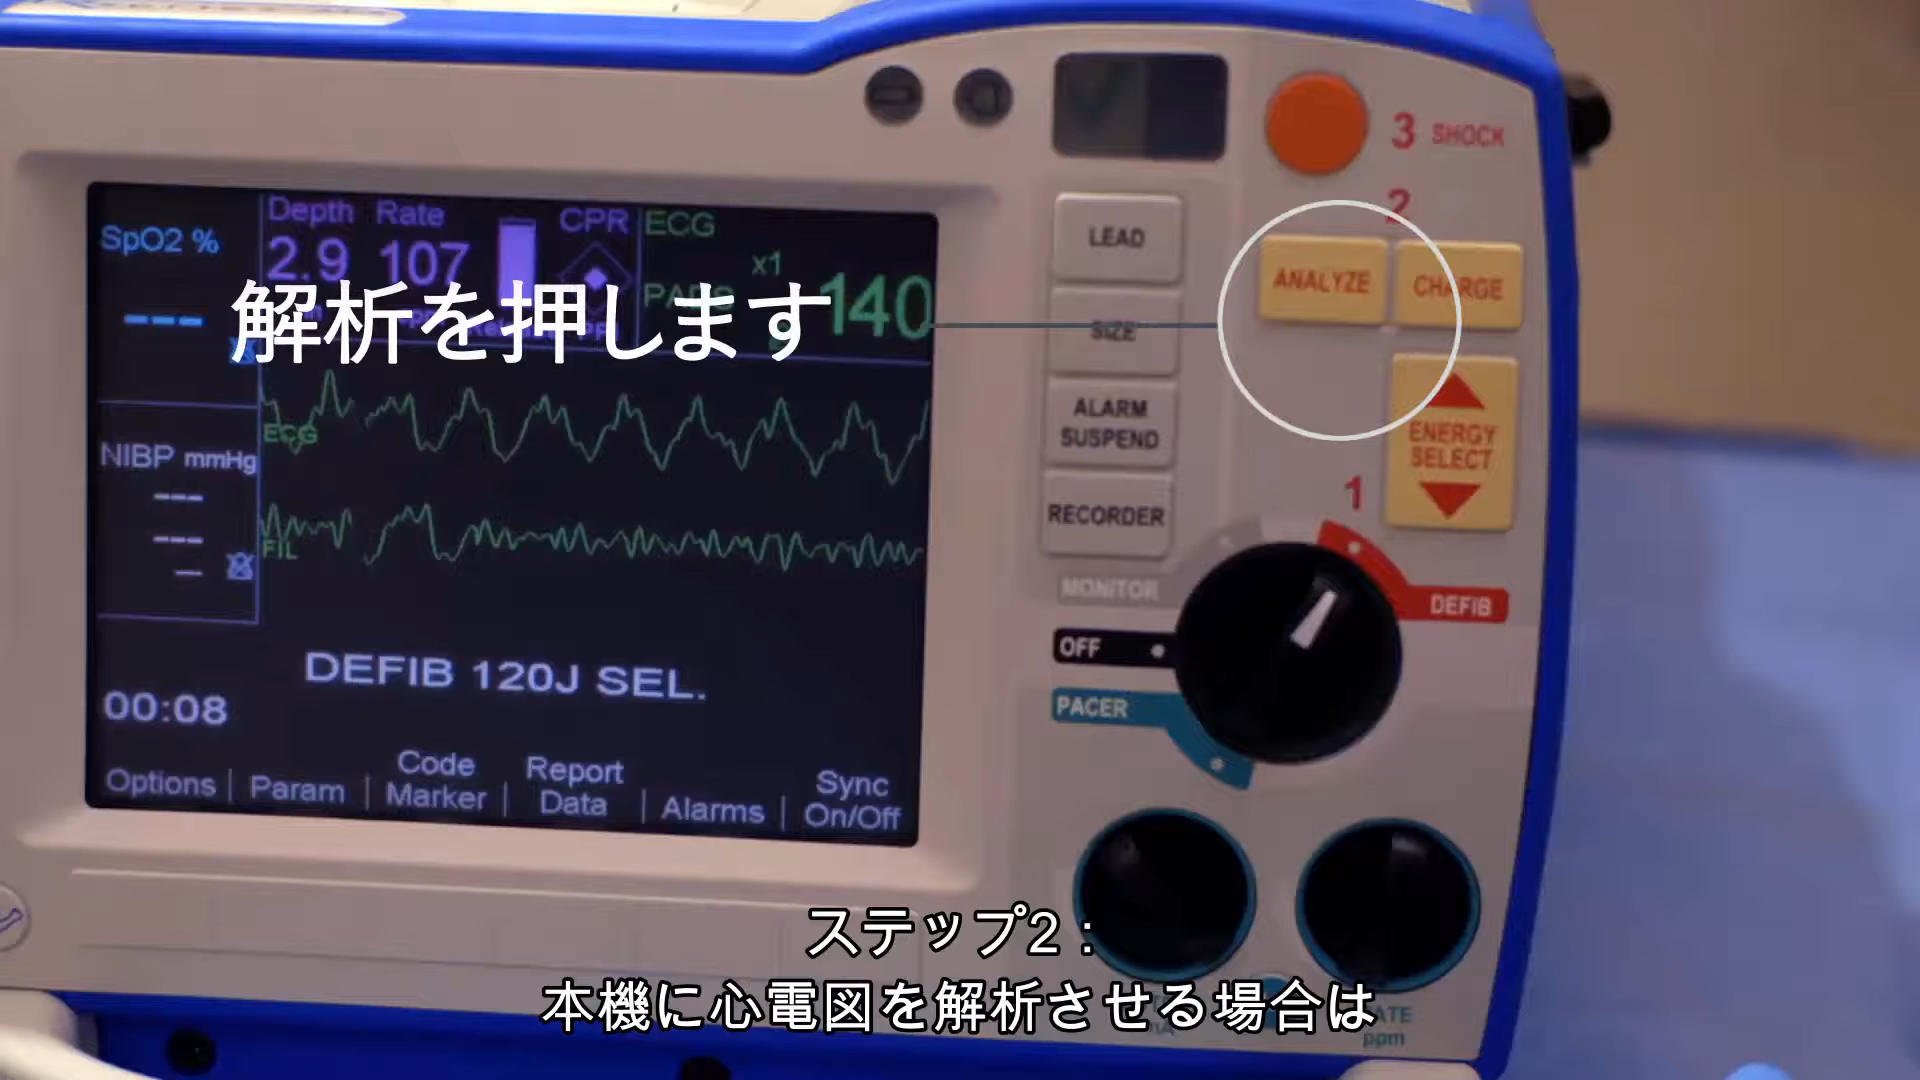 3 SHOCK
2
SpO2 %
Depth Rate
2.9 107
CPR
ECG
x1
140
LEAD
ANALYZE
CHARGE
解析を押します
SIZE
ALARM
SUSPEND
ENERGY
SELECT
ECG
NIBP mmHg
RECORDER
1
FIL
MONITOR
DEFIB
OFF
PACER
DEFIB 120J SEL.
00:08
Options
Param
Code
Marker
Report
Data
Alarms
Sync
On/Off
ステップ2：
本機に心電図を解析させる場合は
ppm